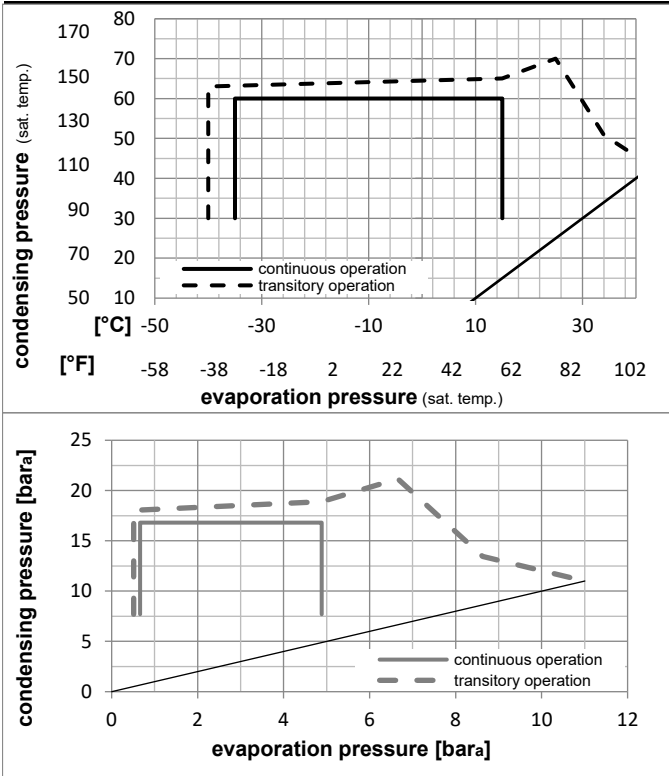 condensing pressure (sat. temp.)
170 80
70
150 60
130 50
110 40
90 30
70 20
50 10
continuous operation
transitory operation
[°C] -50 -30 -10 10 30
[°F] -58 -38 -18 2 22 42 62 82 102
evaporation pressure (sat. temp.)
condensing pressure [bara]
25
20
15
10
5
0
continuous operation
transitory operation
0 2 4 6 8 10 12
evaporation pressure [bara]